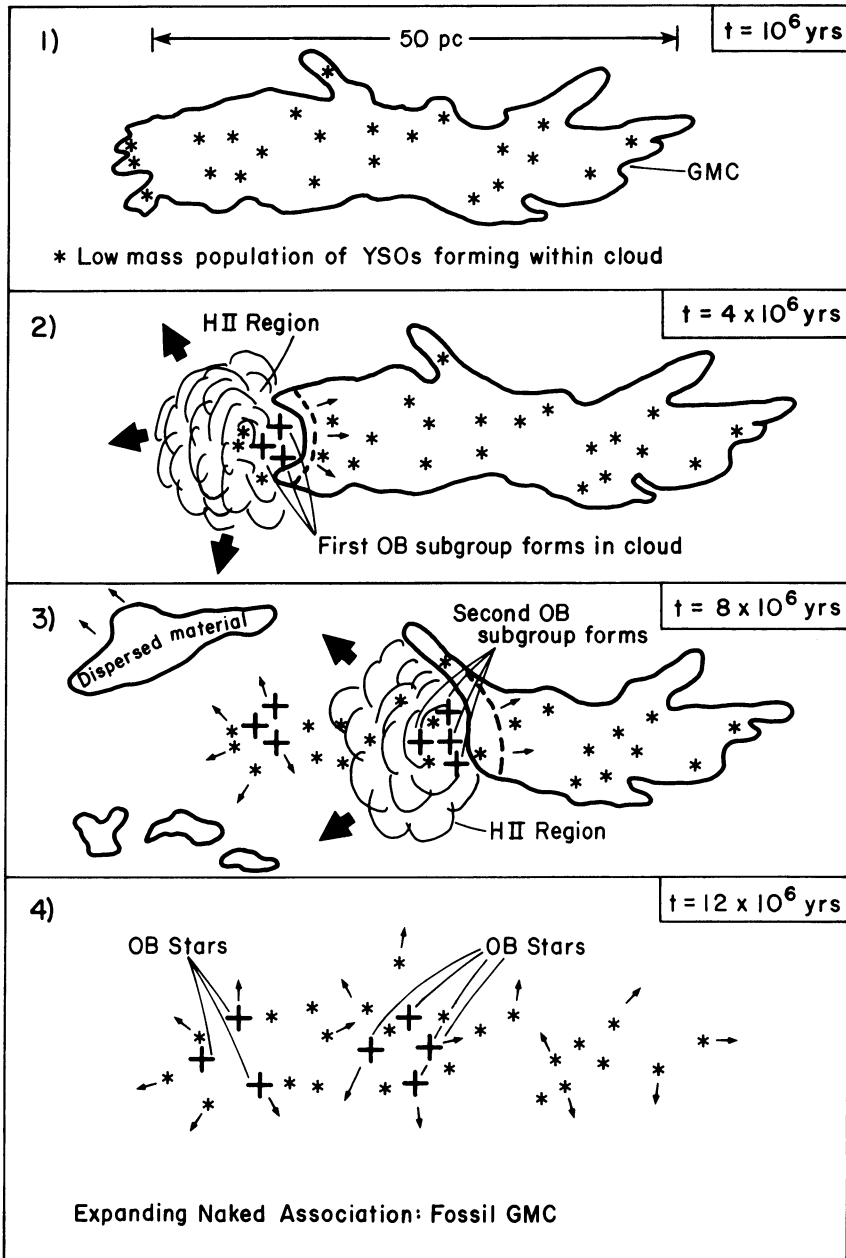 1)
50 pc
t = 10⁶ yrs
GMC
* Low mass population of YSOs forming within cloud
2)
H II Region
t = 4 x 10⁶ yrs
First OB subgroup forms in cloud
3)
Dispersed material
Second OB
subgroup forms
t = 8 x 10⁶ yrs
H II Region
4)
t = 12 x 10⁶ yrs
OB Stars
OB Stars
Expanding Naked Association: Fossil GMC